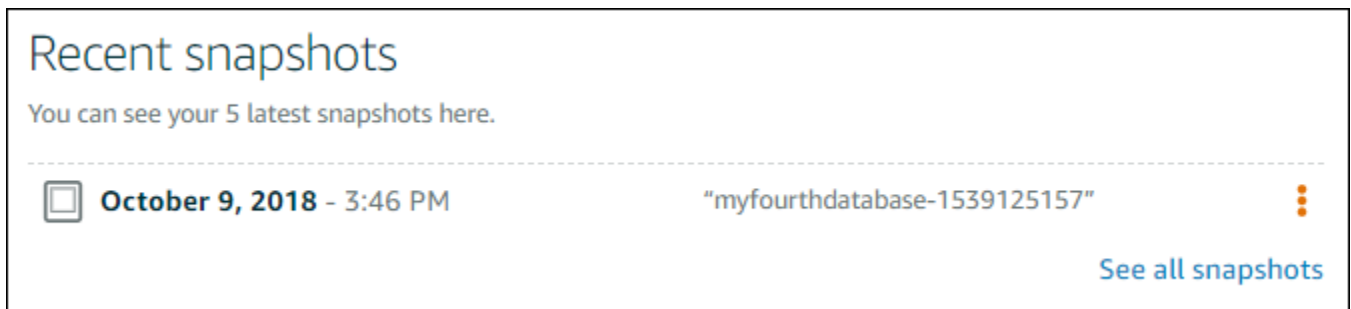 Recent snapshots
You can see your 5 latest snapshots here.
October 9, 2018 - 3:46 PM “myfourthdatabase-1539125157”
See all snapshots